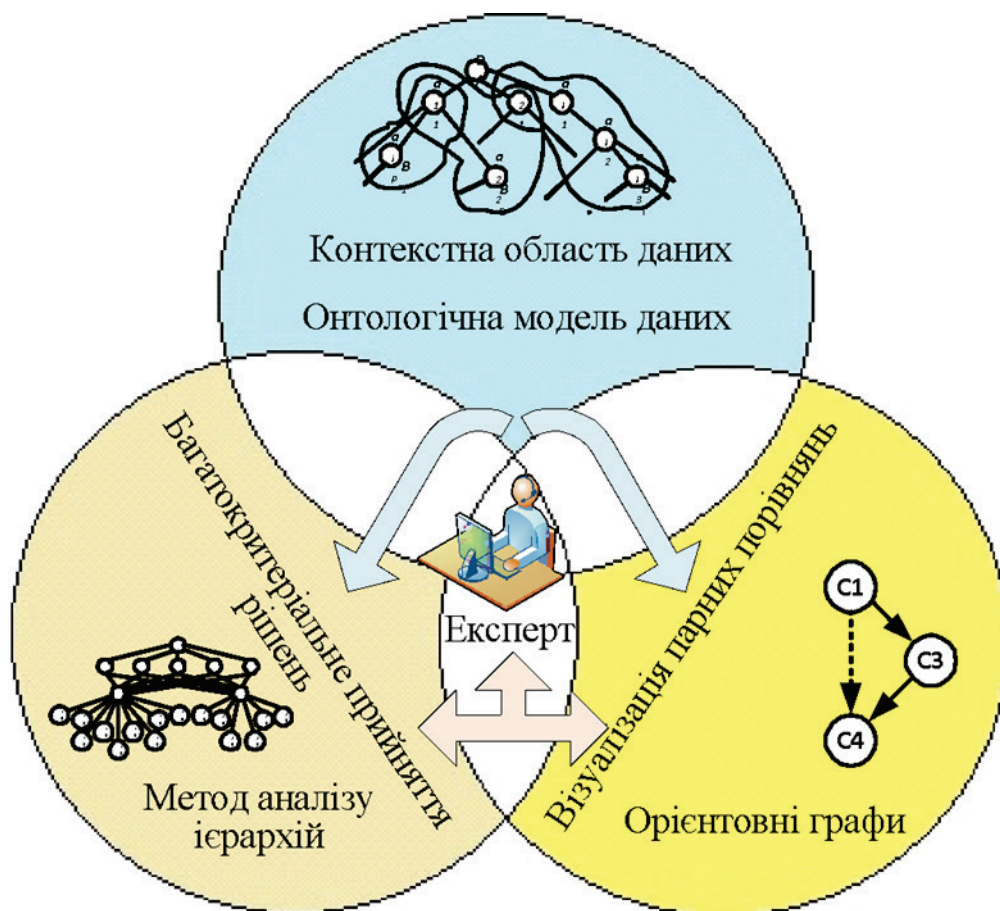 Контекстна область даних
Онтологічна модель даних
Багатокритеріальне прийняття
рішень
Візуалізація парних порівнянь
Експерт
C1
C3
C4
Метод аналізу
ієрархій
Орієнтовні графи